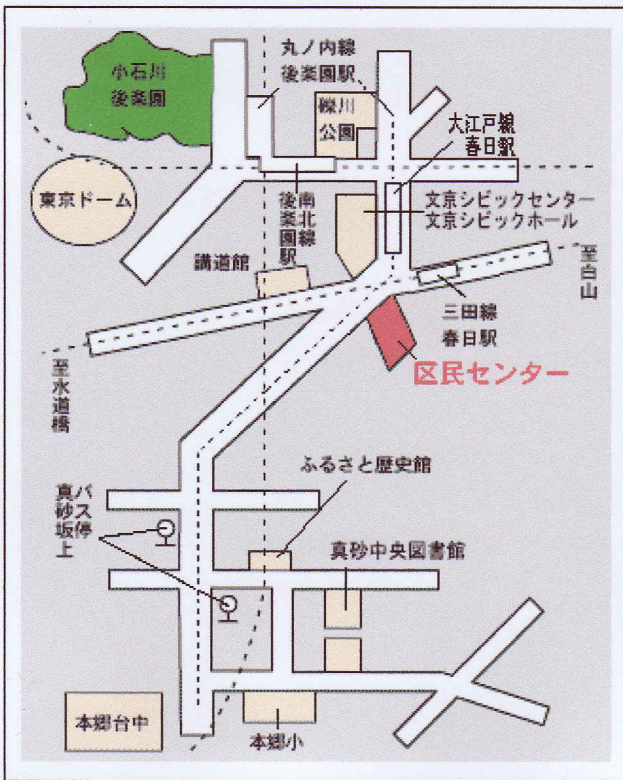 丸ノ内線
後楽園駅
小石川
後楽園
礫川
公園
大江戸線
春日駅
東京ドーム
文京シビックセンター
文京シビックホール
南北線
後楽園駅
講道館
至白山
三田線
春日駅
区民センター
至水道橋
ふるさと歴史館
バス停
真砂坂上
真砂中央図書館
本郷台中
本郷小